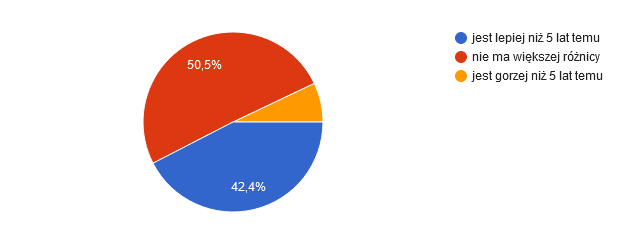 jest lepiej niż 5 lat temu
nie ma większej różnicy
jest gorzej niż 5 lat temu
50,5%
42,4%